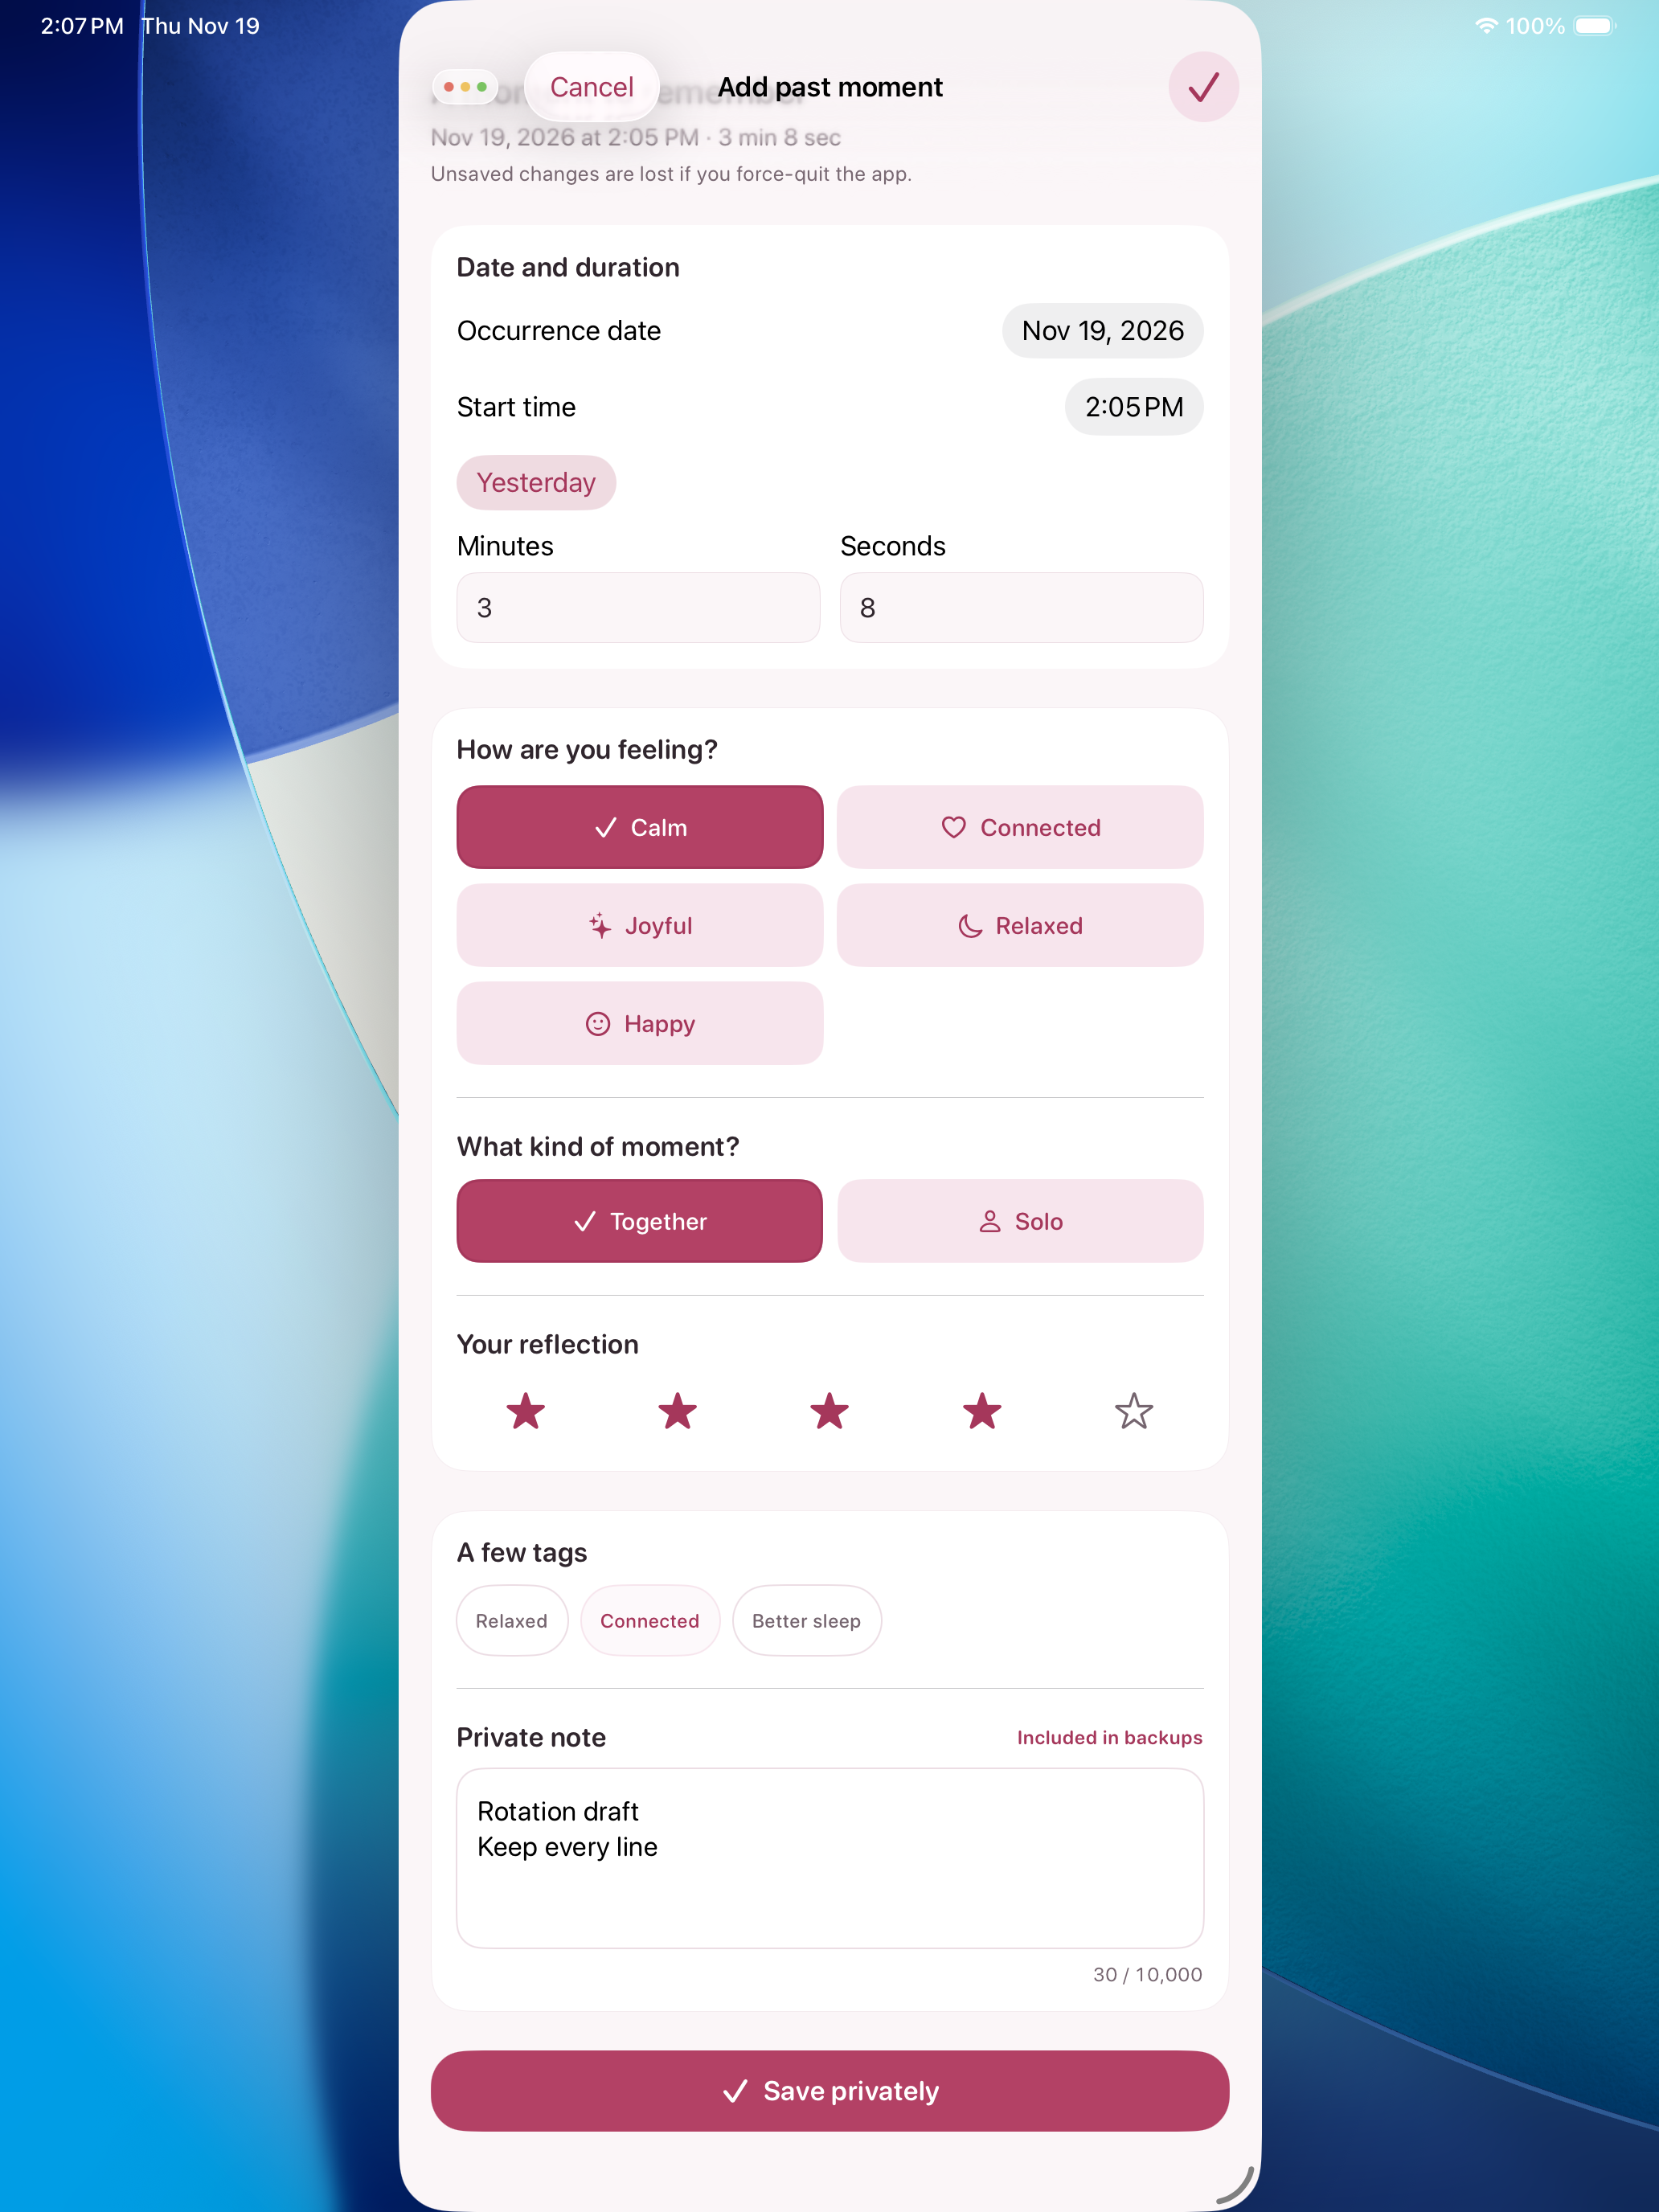 2:07 PM Thu Nov 19
100%
Cancel
Add past moment
Nov 19, 2026 at 2:05 PM · 3 min 8 sec
Unsaved changes are lost if you force-quit the app.
Date and duration
Occurrence date
Nov 19, 2026
Start time
2:05 PM
Yesterday
Minutes
Seconds
3
8
How are you feeling?
Calm
Connected
Joyful
Relaxed
Happy
What kind of moment?
Together
Solo
Your reflection
A few tags
Relaxed
Connected
Better sleep
Private note
Included in backups
Rotation draft
Keep every line
30 / 10,000
Save privately